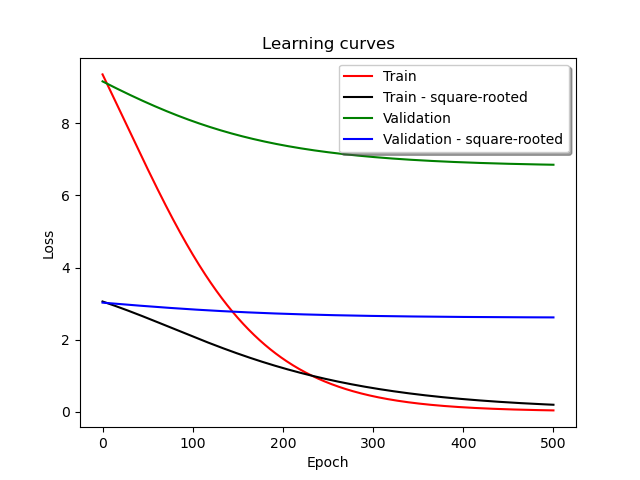 Learning curves
Train
Train - square-rooted
Validation
Validation - square-rooted
8
6
4
2
0
Loss
0 100 200 300 400 500
Epoch